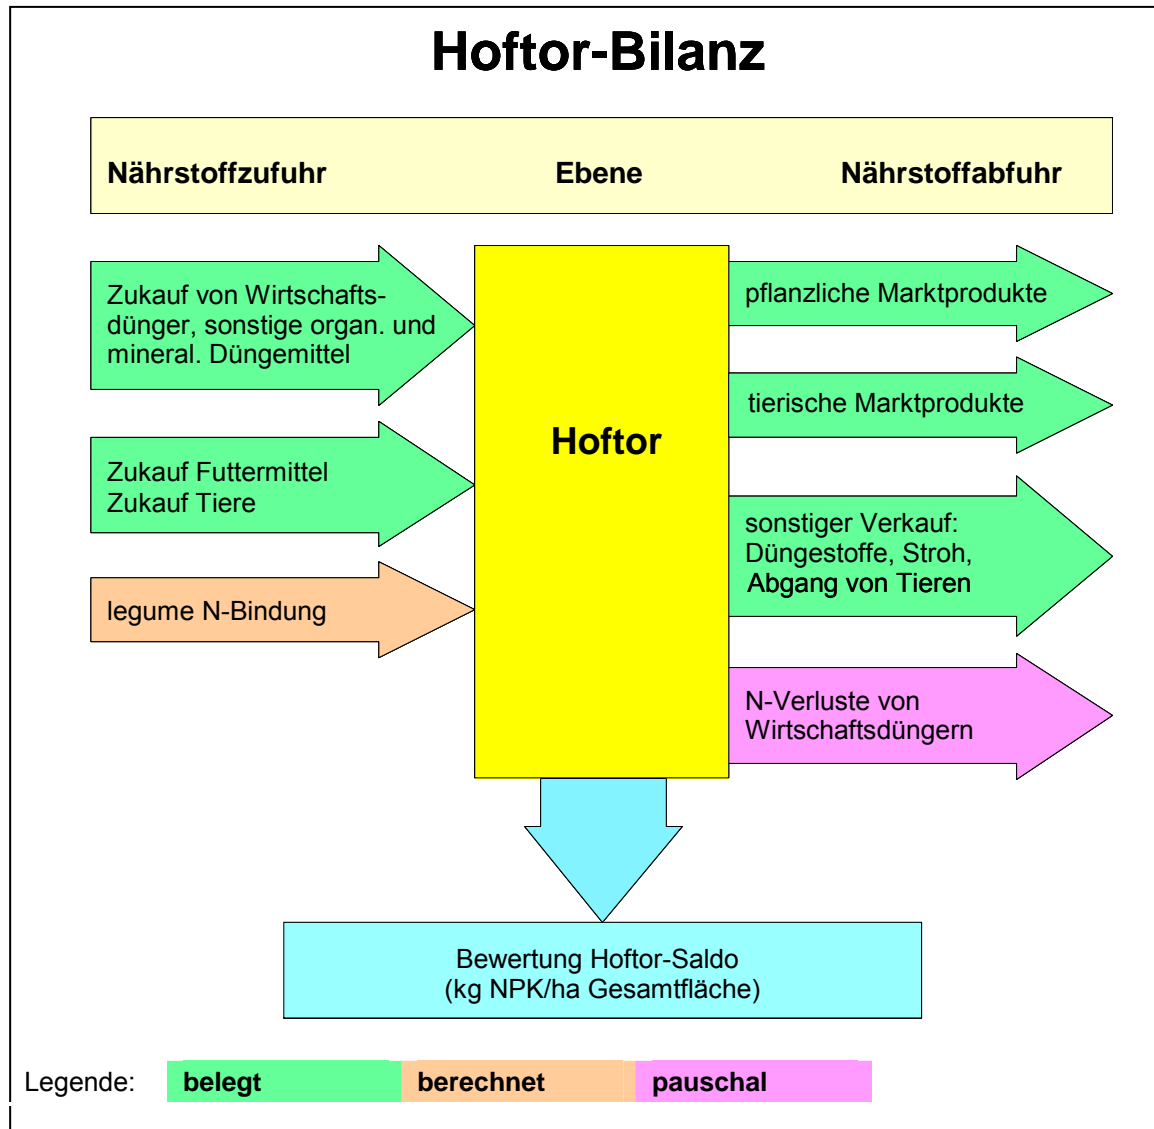 Hoftor-Bilanz
Nährstoffzufuhr Ebene Nährstoffabfuhr
Zukauf von Wirtschafts-
dünger, sonstige organ. und
mineral. Düngemittel
Zukauf Futtermittel
Zukauf Tiere
legume N-Bindung
Hoftor
pflanzliche Marktprodukte
tierische Marktprodukte
sonstiger Verkauf:
Düngestoffe, Stroh,
Abgang von Tieren
N-Verluste von
Wirtschaftsdüngern
Bewertung Hoftor-Saldo
(kg NPK/ha Gesamtfläche)
Legende: belegt berechnet pauschal